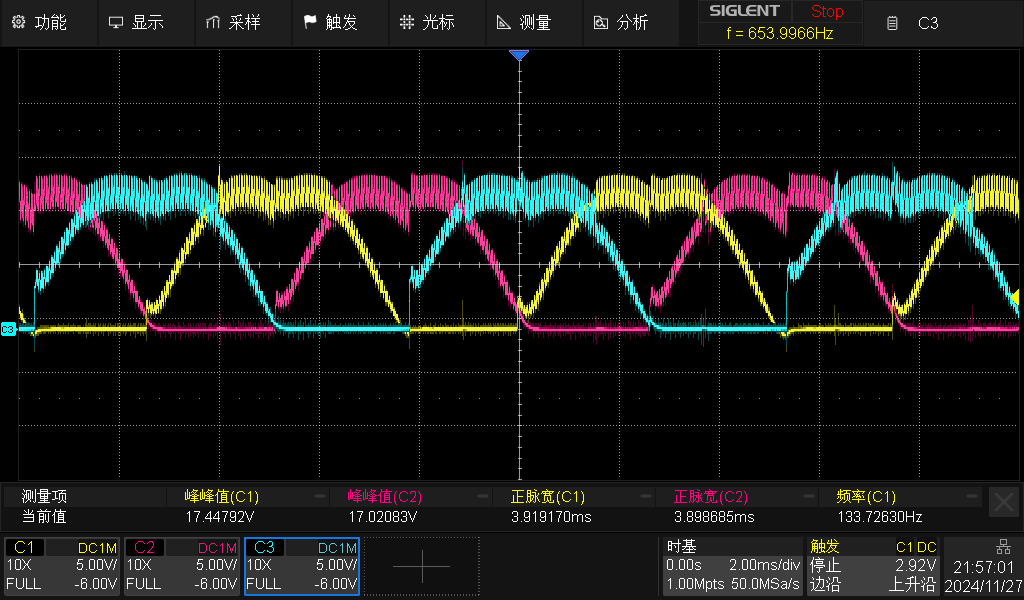 功能 显示 采样 触发 光标 测量 分析 SIGLENT Stop C3
f = 653.9966Hz
C3
测量项 峰峰值(C1) 峰峰值(C2) 正脉宽(C1) 正脉宽(C2) 频率(C1)
当前值 17.44792V 17.02083V 3.919170ms 3.898685ms 133.72630Hz
C1 DC1M C2 DC1M C3 DC1M 时基 触发 C1 DC
10X 5.00V/ 10X 5.00V/ 10X 5.00V/ 0.00s 2.00ms/div 停止 2.92V 21:57:01
FULL -6.00V FULL -6.00V FULL -6.00V 1.00Mpts 50.0MSa/s 边沿 上升沿 2024/11/27